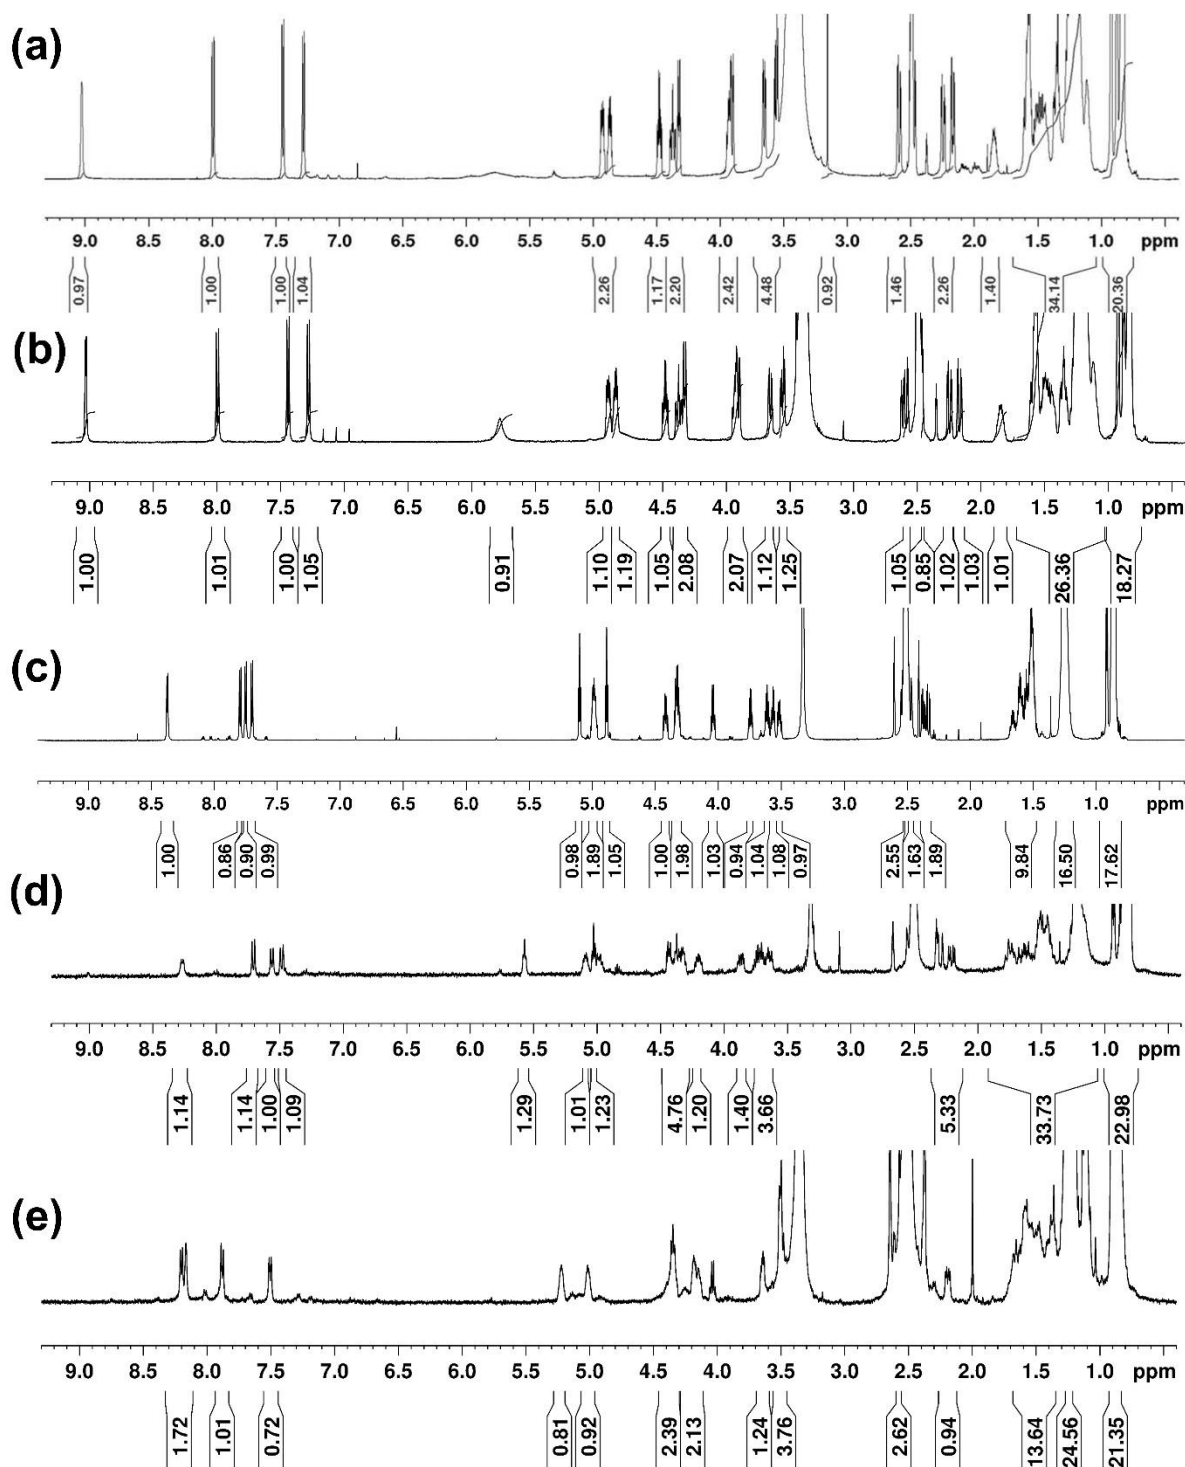 (a)
9.0 8.5 8.0 7.5 7.0 6.5 6.0 5.5 5.0 4.5 4.0 3.5 3.0 2.5 2.0 1.5 1.0 ppm
0.97 1.00 1.00 1.04 2.26 1.17 2.20 2.42 4.48 0.92 1.46 2.26 1.40 34.14 20.36
(b)
9.0 8.5 8.0 7.5 7.0 6.5 6.0 5.5 5.0 4.5 4.0 3.5 3.0 2.5 2.0 1.5 1.0 ppm
1.00 1.01 1.00 1.05 0.91 1.10 1.19 1.05 2.08 2.07 1.12 1.25 1.05 0.85 1.02 1.03 1.01 26.36 18.27
(c)
9.0 8.5 8.0 7.5 7.0 6.5 6.0 5.5 5.0 4.5 4.0 3.5 3.0 2.5 2.0 1.5 1.0 ppm
1.00 0.86 0.90 0.99 0.98 1.89 1.05 1.00 1.98 1.03 0.94 1.04 1.08 0.97 2.55 1.63 1.89 9.84 16.50 17.62
(d)
9.0 8.5 8.0 7.5 7.0 6.5 6.0 5.5 5.0 4.5 4.0 3.5 3.0 2.5 2.0 1.5 1.0 ppm
1.14 1.14 1.00 1.09 1.29 1.01 1.23 4.76 1.20 1.40 3.66 5.33 33.73 22.98
(e)
9.0 8.5 8.0 7.5 7.0 6.5 6.0 5.5 5.0 4.5 4.0 3.5 3.0 2.5 2.0 1.5 1.0 ppm
1.72 1.01 0.72 0.81 0.92 2.39 2.13 1.24 3.76 2.62 0.94 13.64 24.56 21.35